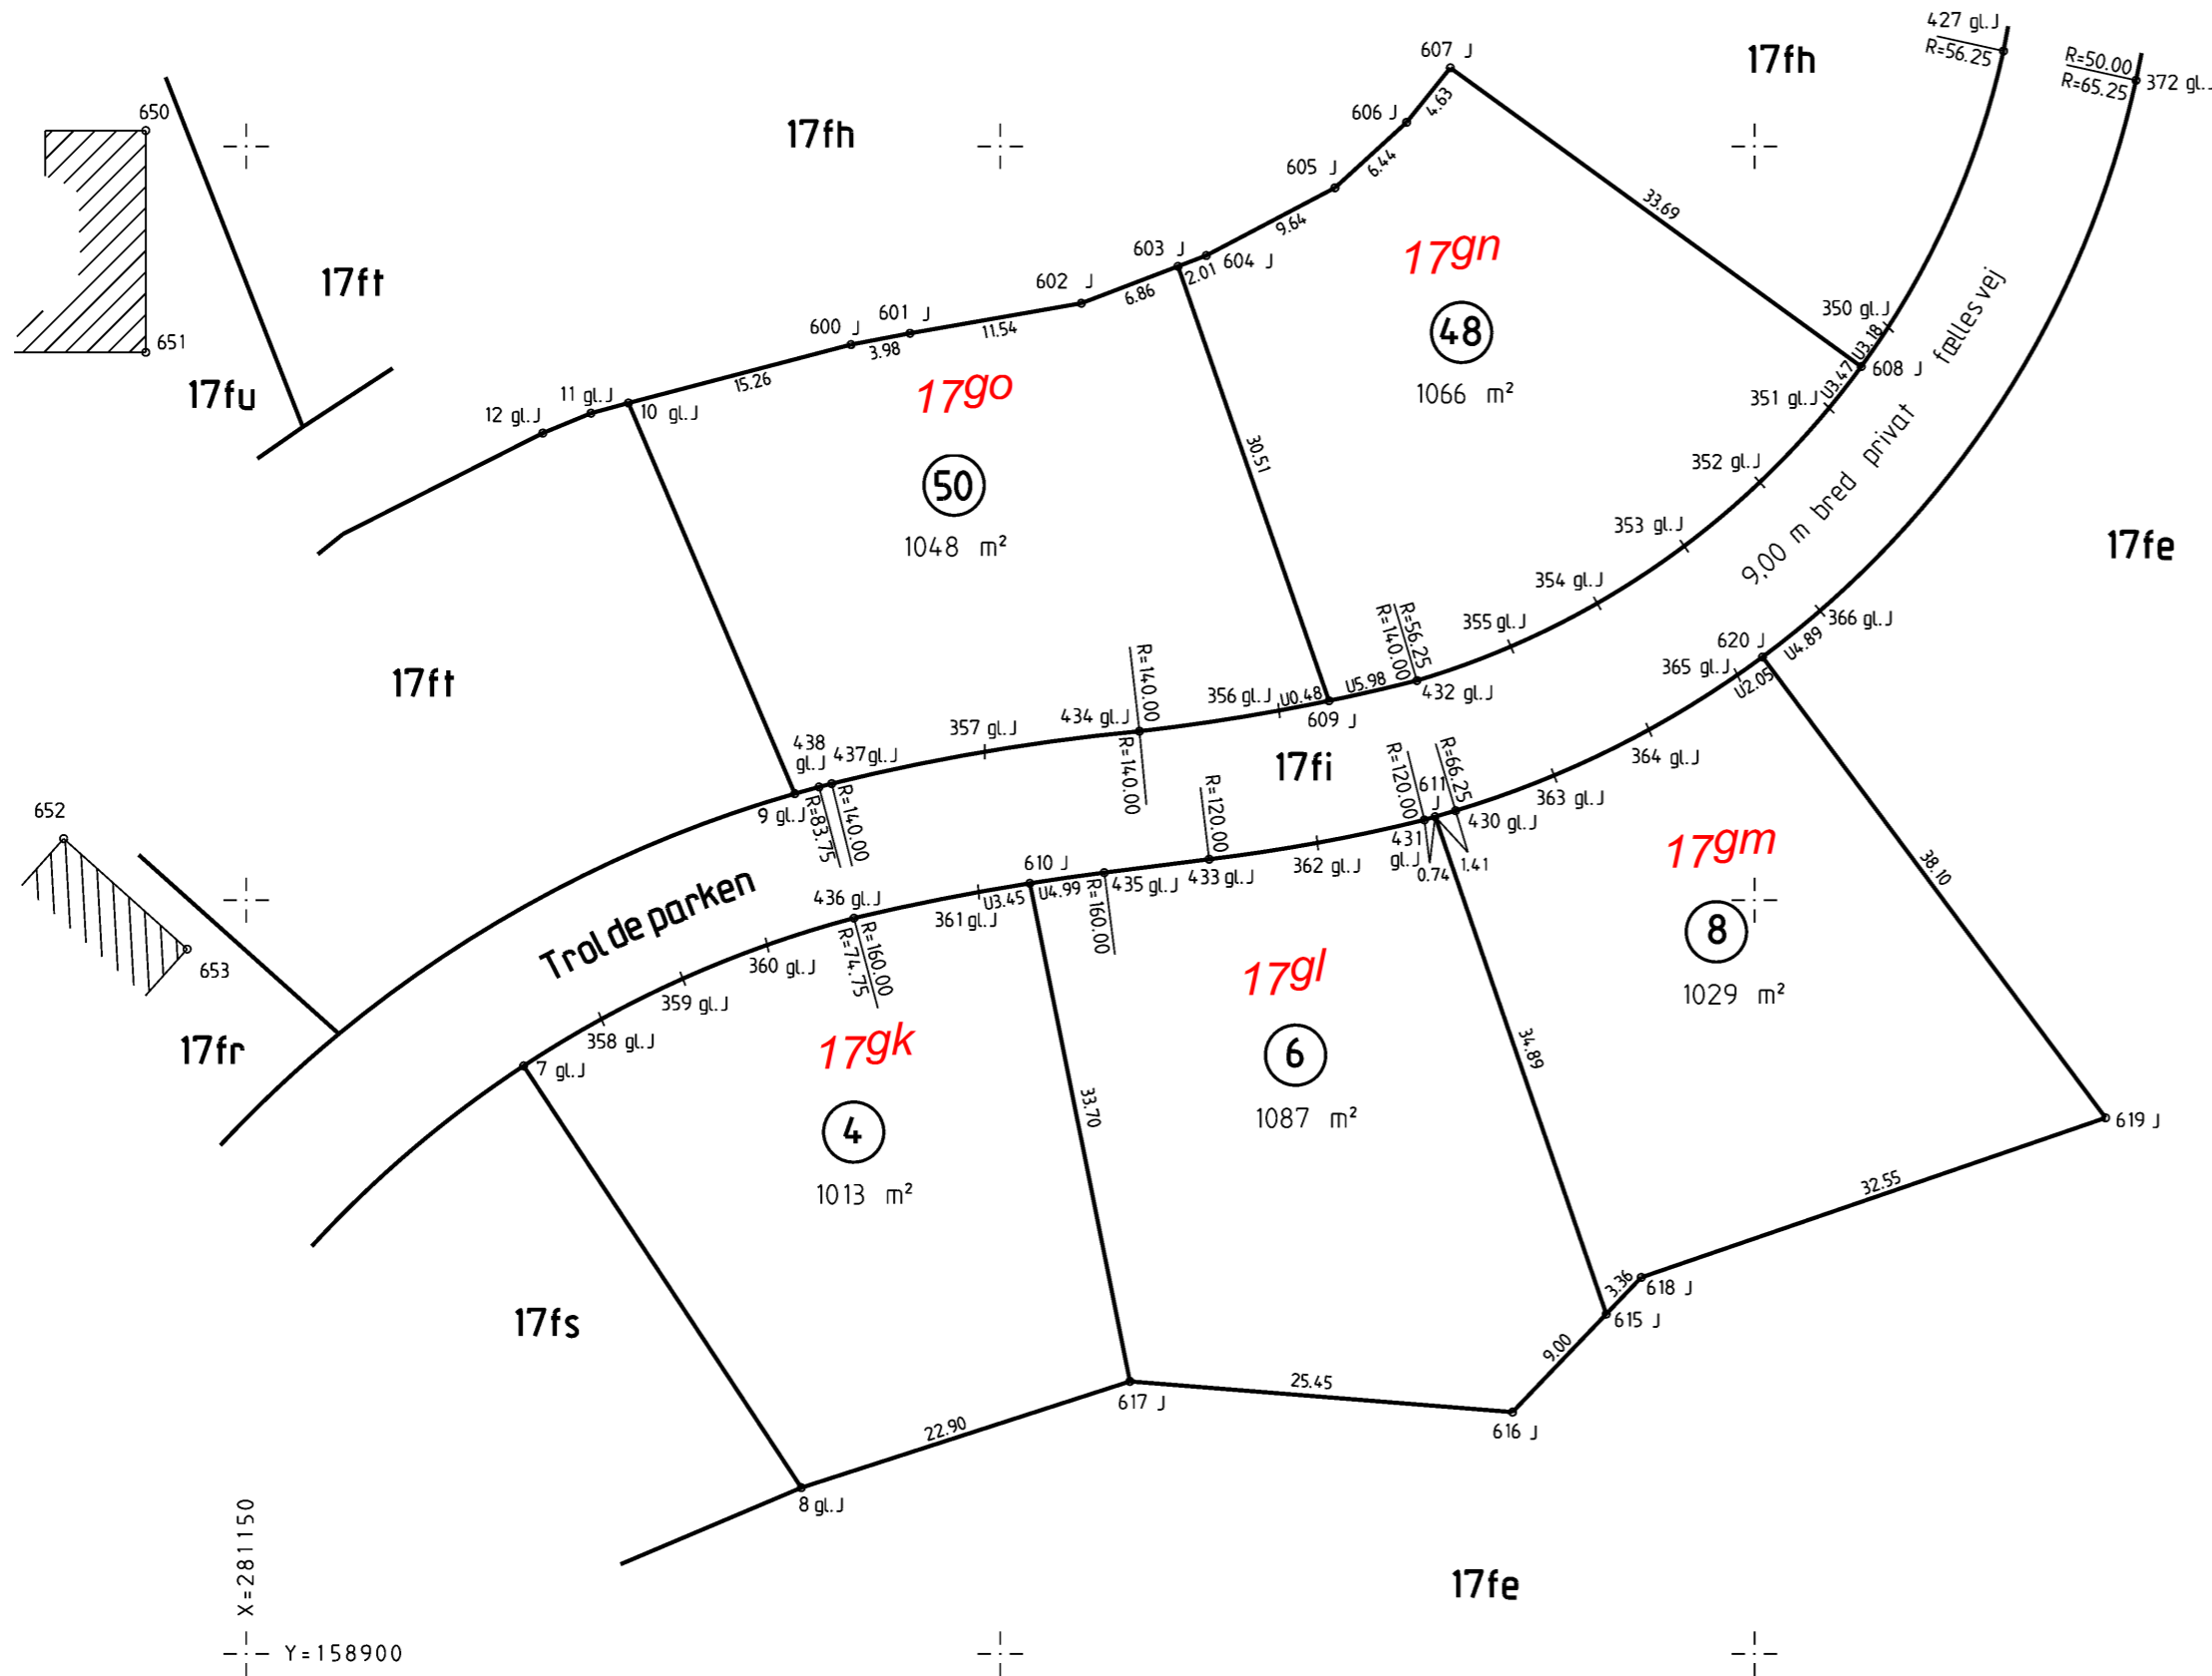 427 gl.J
R=56.25
R=50.00
R=65.25
372 gl.J
607 J
17fh
650
606 J
4.63
17fh
605 J
6.44
33.69
9.64
603 J
604 J
2.01
17gn
17ft
602 J
6.86
601 J
600 J
11.54
3.98
48
350 gl.J
U3.18
fælles vej
651
17fu
15.26
17go
1066 m²
608 J
U3.47
351 gl.J
11 gl.J
12 gl.J
10 gl.J
30.51
352 gl.J
9,00 m bred privat
50
1048 m²
353 gl.J
17fe
354 gl.J
355 gl.J
R=56.25
R=140.00
366 gl.J
620 J
U4.89
365 gl.J
U2.05
17ft
R=140.00
R=140.00
356 gl.J
U0.48
U5.98
432 gl.J
609 J
434 gl.J
357 gl.J
438
gl.J
437gl.J
17fi
364 gl.J
R=66.25
R=120.00
611
J
363 gl.J
9 gl.J
R=83.75
R=140.00
R=120.00
652
430 gl.J
431
gl.J
1.41
0.74
362 gl.J
17gm
38.10
Troldeparken
610 J
435 gl.J
433 gl.J
436 gl.J
361 gl.J
U3.45
U4.99
R=160.00
R=160.00
R=74.75
8
653
360 gl.J
359 gl.J
17gl
1029 m²
358 gl.J
17fr
17gk
7 gl.J
6
34.89
33.70
1087 m²
4
619 J
1013 m²
32.55
3.36
618 J
17fs
615 J
9.00
25.45
617 J
616 J
22.90
8 gl.J
X=281150
17fe
Y=158900